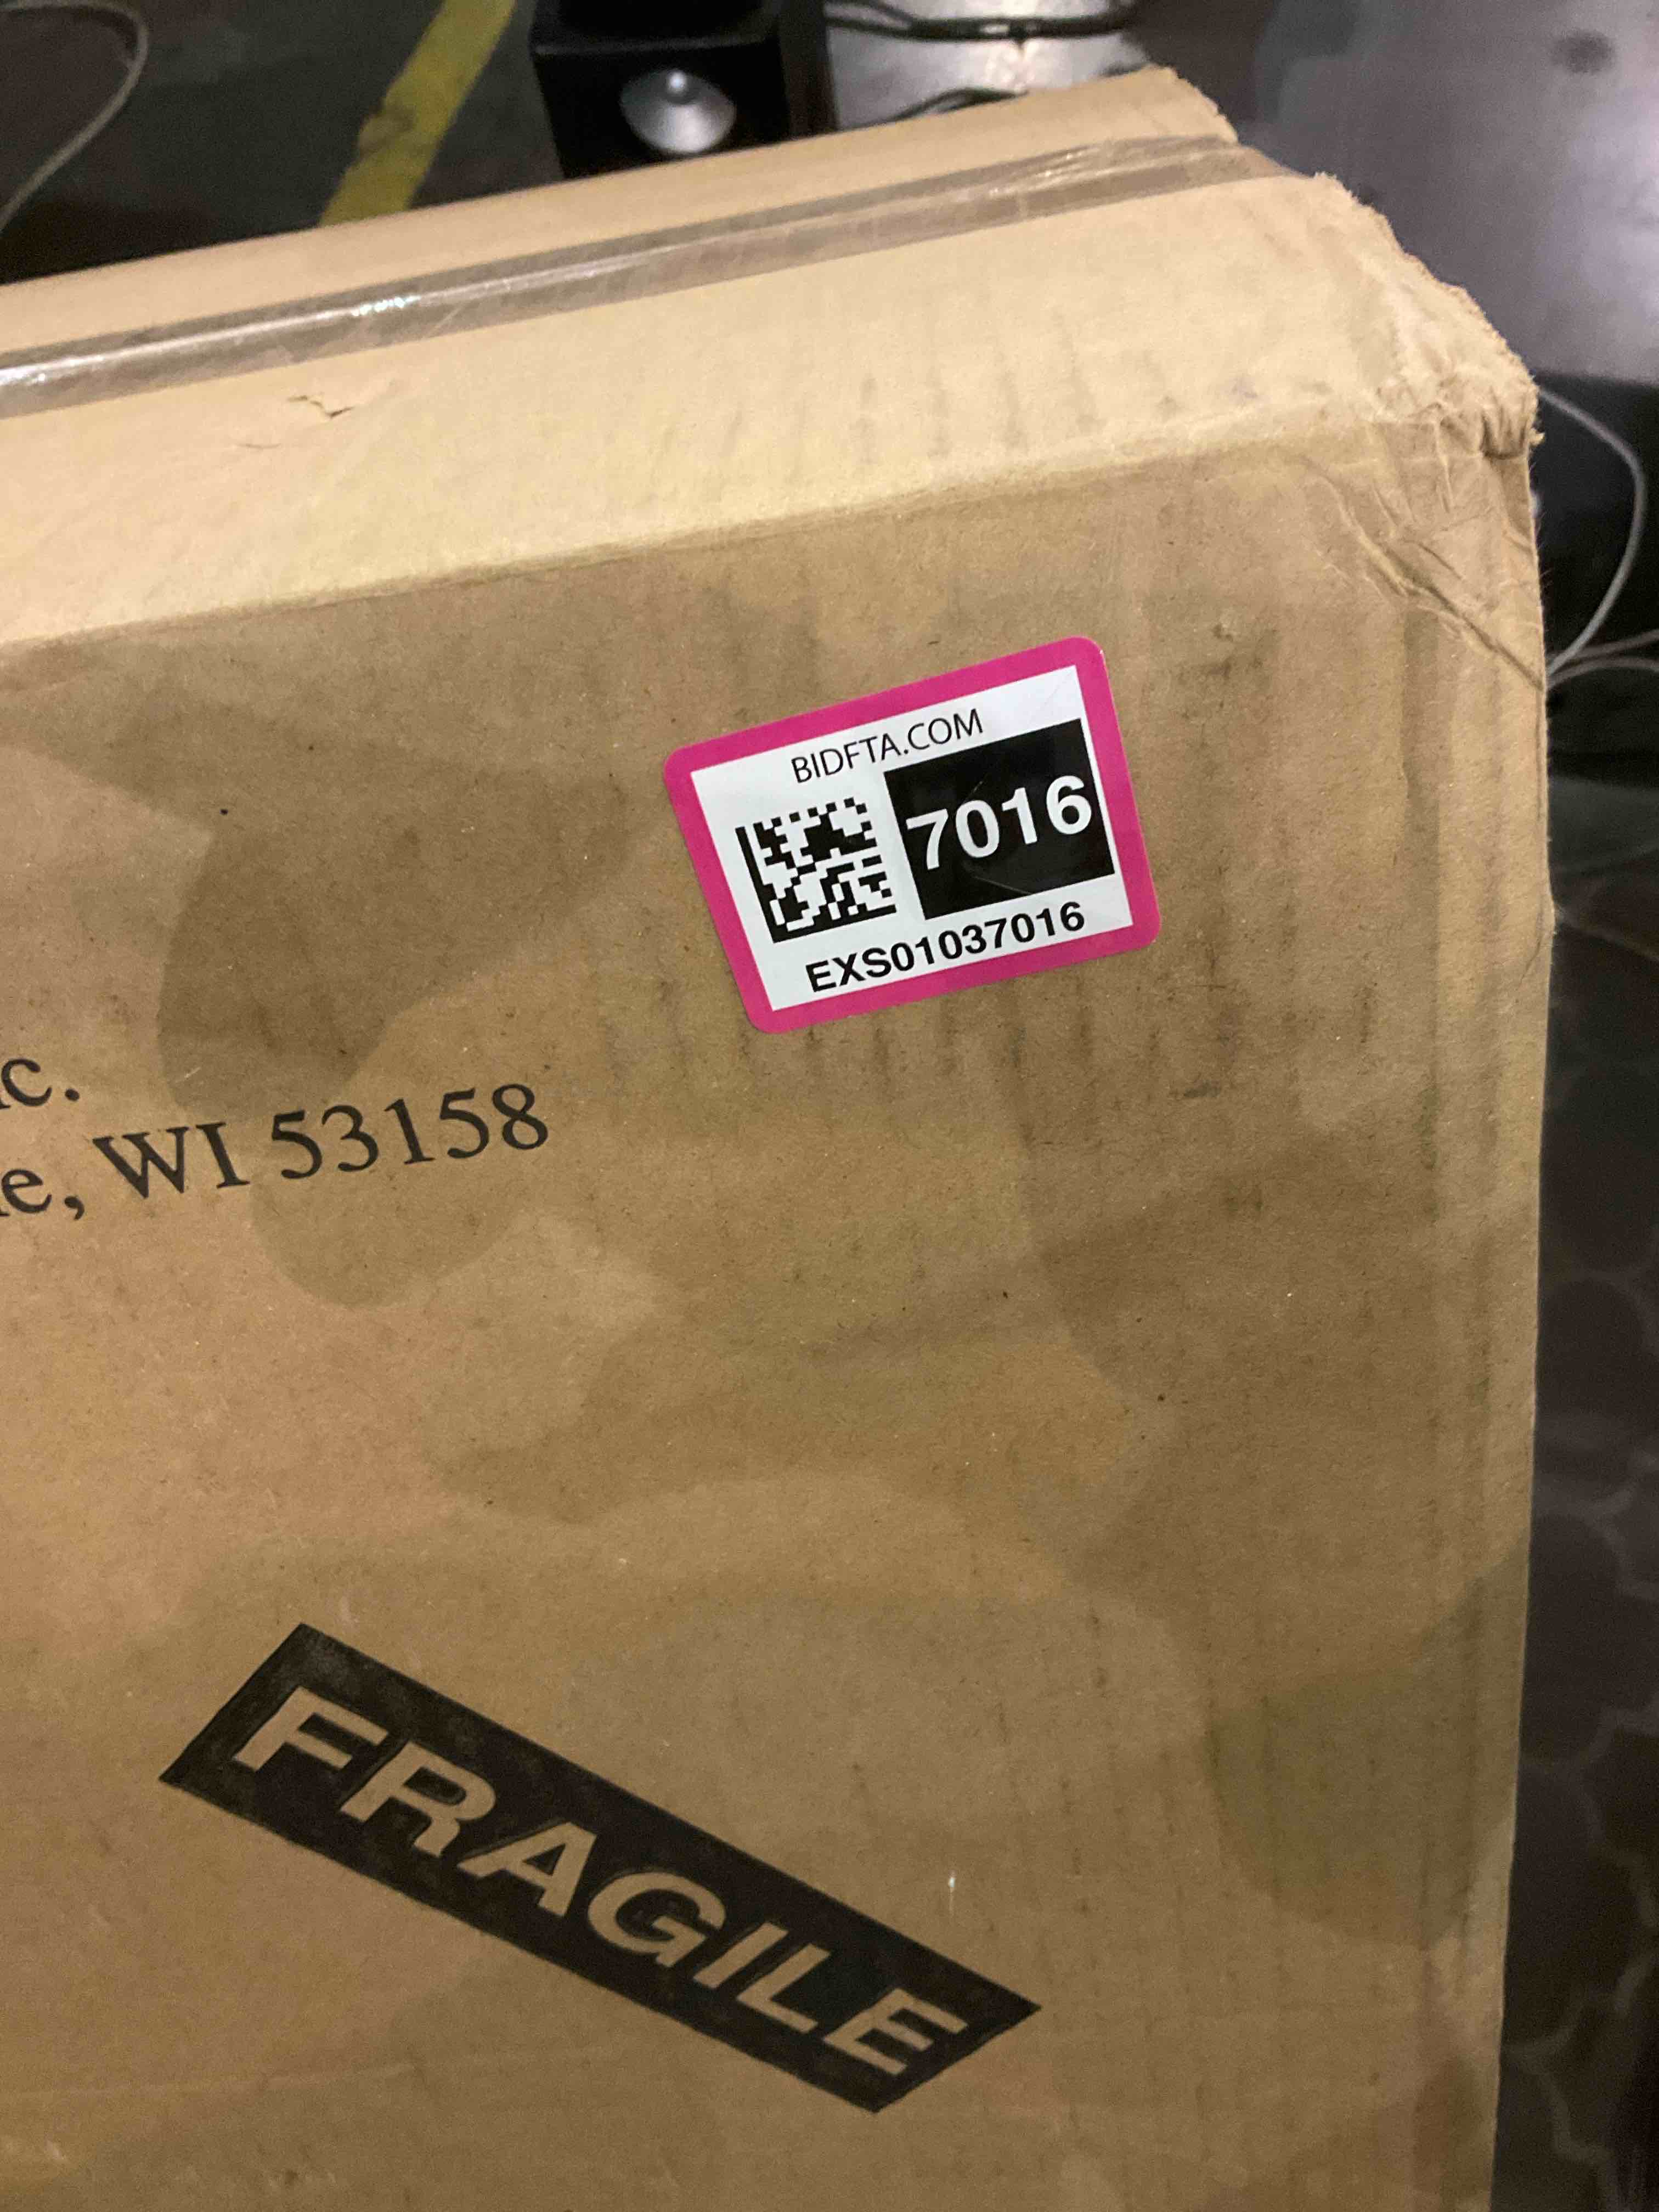 BIDFTA.COM
7016
EXS01037016
c.
e, WI 53158
FRAGILE